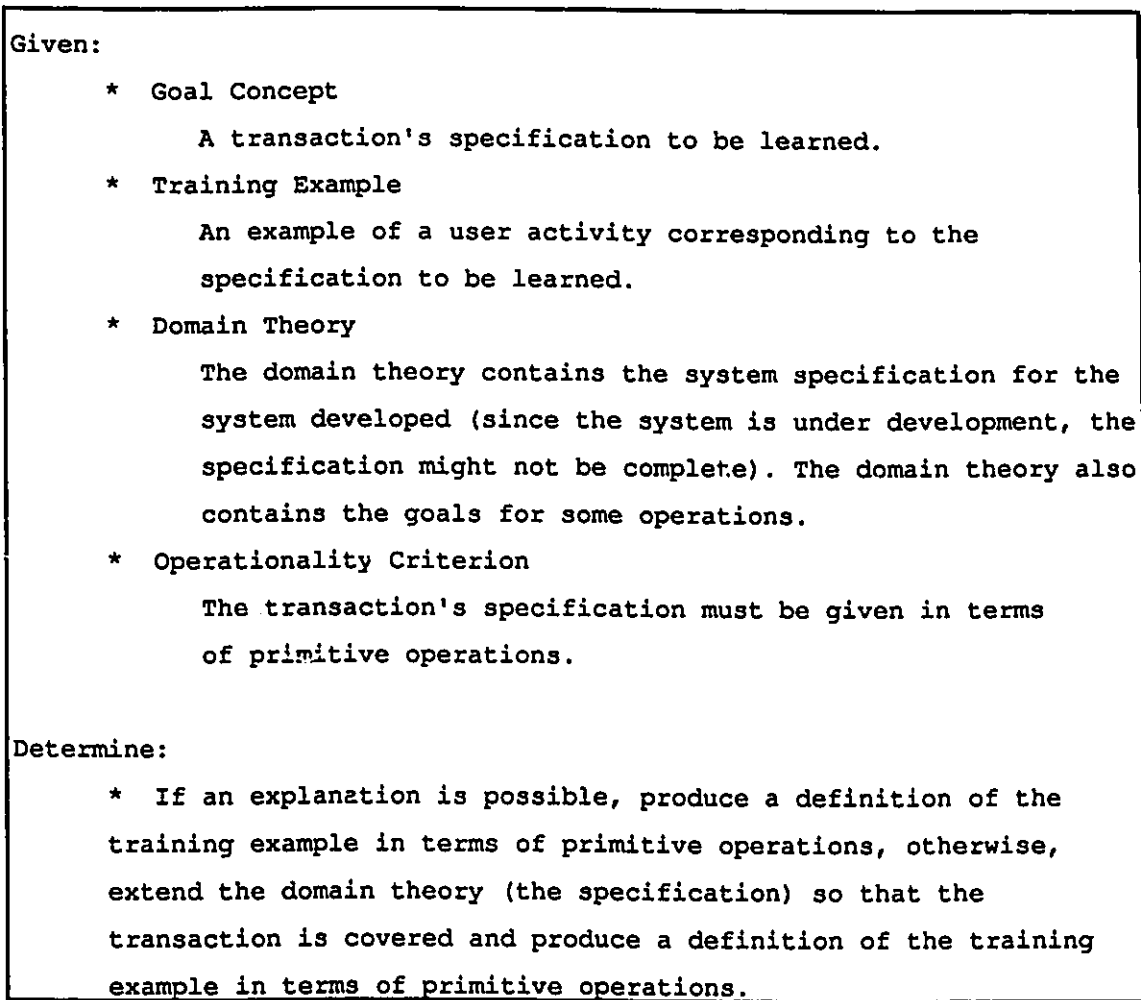 Given:
* Goal Concept
A transaction's specification to be learned.
* Training Example
An example of a user activity corresponding to the
specification to be learned.
* Domain Theory
The domain theory contains the system specification for the
system developed (since the system is under development, the
specification might not be complete). The domain theory also
contains the goals for some operations.
* Operationality Criterion
The transaction's specification must be given in terms
of primitive operations.
Determine:
* If an explanation is possible, produce a definition of the
training example in terms of primitive operations, otherwise,
extend the domain theory (the specification) so that the
transaction is covered and produce a definition of the training
example in terms of primitive operations.